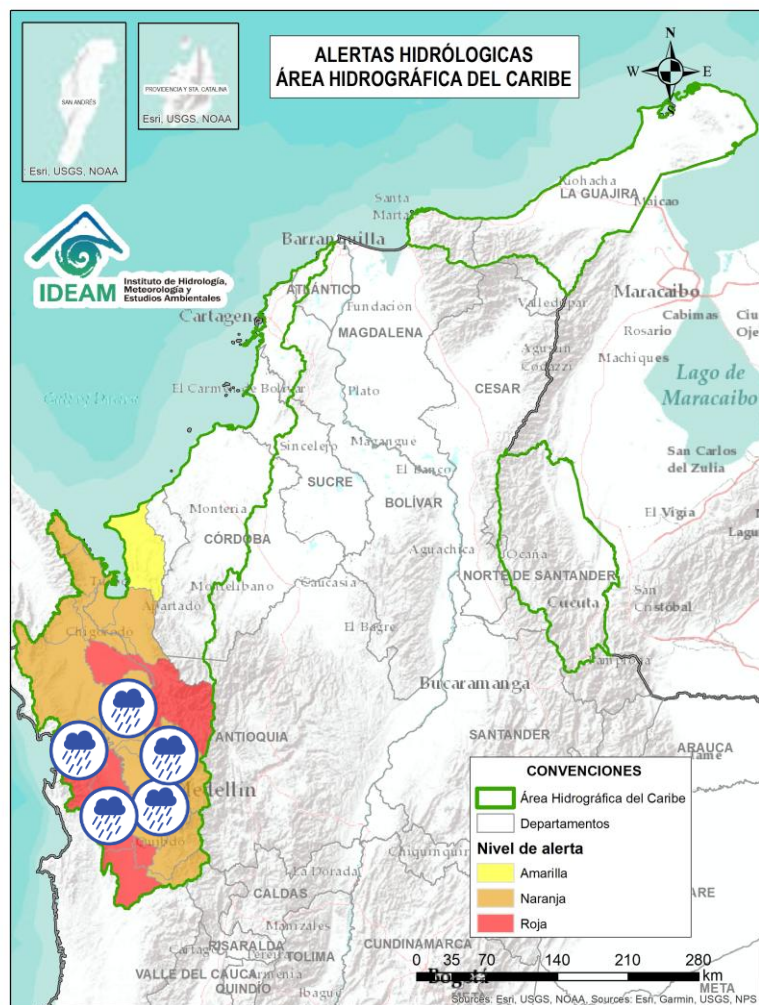 ALERTAS HIDRÓLOGICAS
ÁREA HIDROGRÁFICA DEL CARIBE
N
W
E
S
SAN ANDRÉS
Esri, USGS, NOAA
PROVIDENCIA Y STA. CATALINA
Esri, USGS, NOAA
IDEAM
Instituto de Hidrología,
Meteorología y
Estudios Ambientales
Riohacha
LA GUAJIRA
Maicao
Santa
Marta
Barranquilla
ATLÁNTICO
Fundación
Valledupar
Maracaibo
Cartagena
MAGDALENA
Cabimas
Rosario
Agustín
Codazzi
Machiques
El Carmen de Bolívar
Plato
CESAR
Lago de
Maracaibo
Sincelejo
Magangué
SUCRE
El Banco
San Carlos
del Zulia
BOLÍVAR
Montería
El Vigía
CÓRDOBA
Aguachica
Ocaña
NORTE DE SANTANDER
Montelíbano
Caucasia
Apartadó
Cúcuta
San
Cristóbal
El Bagre
Chigorodó
Pamplona
Bucaramanga
ANTIOQUIA
SANTANDER
ARAUCA
Medellín
Quibdó
La Dorada
CALDAS
Manizales
RISARALDA
TOLIMA
CUNDINAMARCA
VALLE DEL CAUCA
Armenia
QUINDÍO
Ibagué
Bogotá
META
CONVENCIONES
Área Hidrográfica del Caribe
Departamentos
Nivel de alerta
Amarilla
Naranja
Roja
0 35 70 140 210 280
km
Sources: Esri, USGS, NOAA, Sources: Esri, Garmin, USGS, NPS